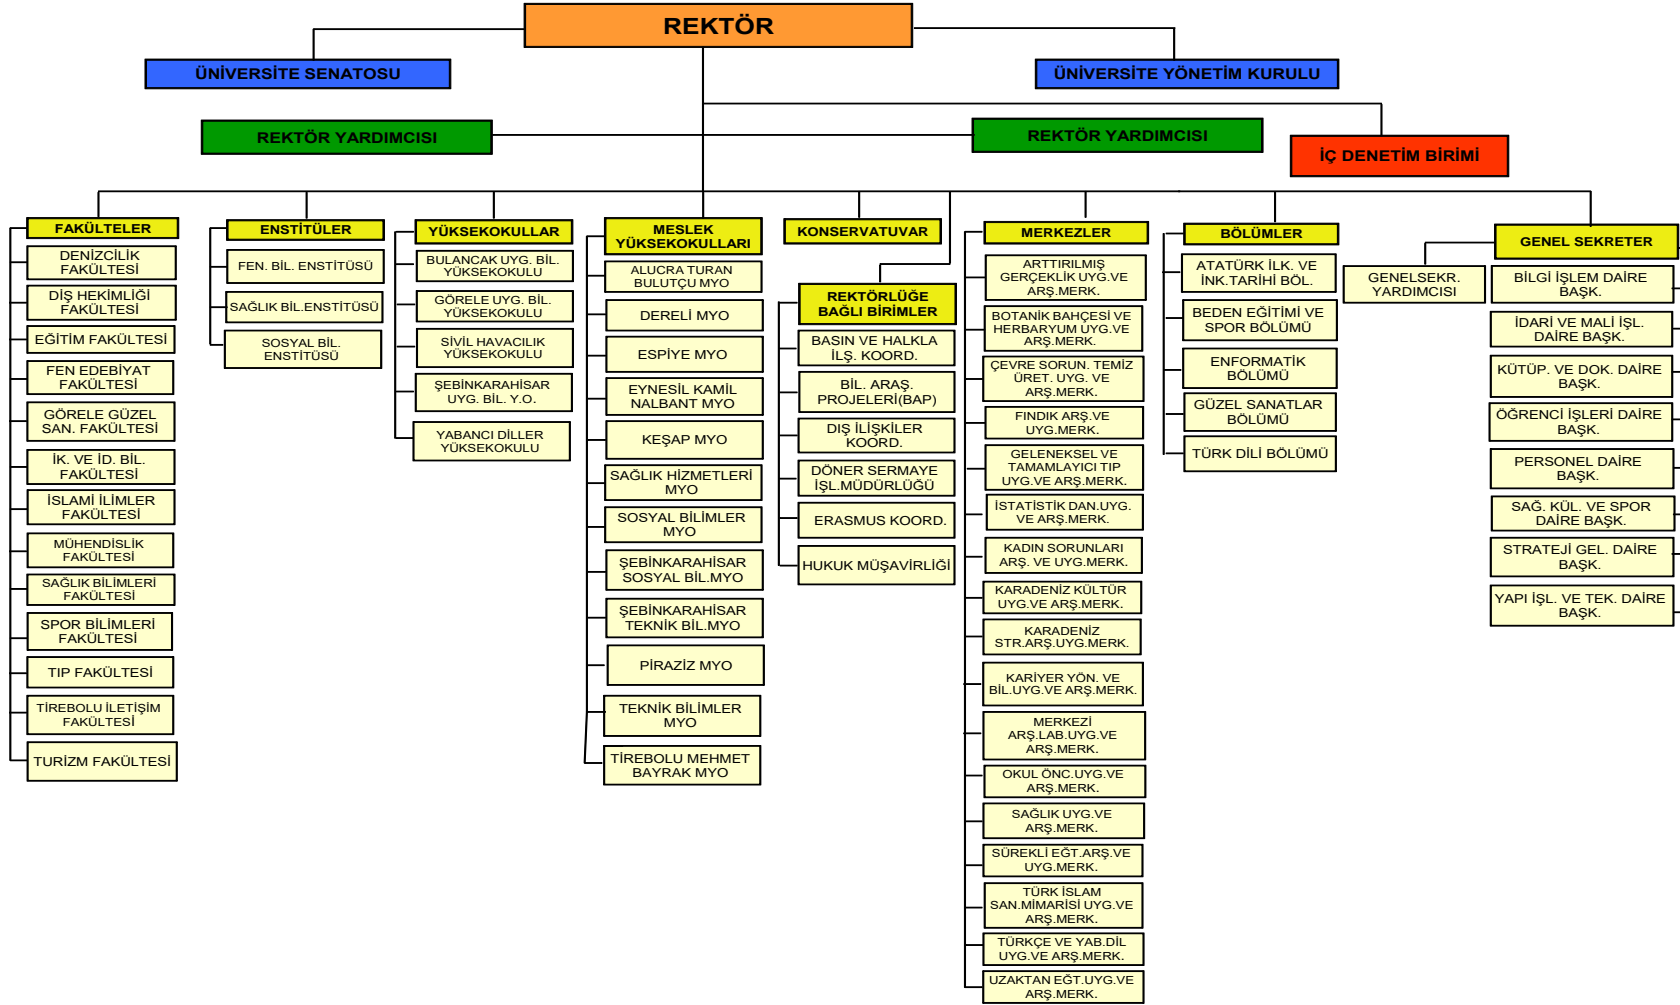 REKTÖR
ÜNİVERSİTE SENATOSU
ÜNİVERSİTE YÖNETİM KURULU
REKTÖR YARDIMCISI
REKTÖR YARDIMCISI
İÇ DENETİM BİRİMİ
FAKÜLTELER
DENİZCİLİK
FAKÜLTESİ
DİŞ HEKİMLİĞİ
FAKÜLTESİ
EĞİTİM FAKÜLTESİ
FEN EDEBİYAT
FAKÜLTESİ
GÖRELE GÜZEL
SAN. FAKÜLTESİ
İK. VE İD. BİL.
FAKÜLTESİ
İSLAMİ İLİMLER
FAKÜLTESİ
MÜHENDİSLİK
FAKÜLTESİ
SAĞLIK BİLİMLERİ
FAKÜLTESİ
SPOR BİLİMLERİ
FAKÜLTESİ
TIP FAKÜLTESİ
TİREBOLU İLETİŞİM
FAKÜLTESİ
TURİZM FAKÜLTESİ
ENSTİTÜLER
FEN. BİL. ENSTİTÜSÜ
SAĞLIK BİL.ENSTİTÜSÜ
SOSYAL BİL.
ENSTİTÜSÜ
YÜKSEKOKULLAR
BULANCAK UYG. BİL.
YÜKSEKOKULU
GÖRELE UYG. BİL.
YÜKSEKOKULU
SİVİL HAVACILIK
YÜKSEKOKULU
ŞEBİNKARAHİSAR
UYG. BİL. Y.O.
YABANCI DİLLER
YÜKSEKOKULU
MESLEK
YÜKSEKOKULLARI
ALUCRA TURAN
BULUTÇU MYO
DERELİ MYO
ESPİYE MYO
EYNESİL KAMİL
NALBANT MYO
KEŞAP MYO
SAĞLIK HİZMETLERİ
MYO
SOSYAL BİLİMLER
MYO
ŞEBİNKARAHİSAR
SOSYAL BİL.MYO
ŞEBİNKARAHİSAR
TEKNİK BİL.MYO
PİRAZİZ MYO
TEKNİK BİLİMLER
MYO
TİREBOLU MEHMET
BAYRAK MYO
KONSERVATUVAR
REKTÖRLÜĞE
BAĞLI BİRİMLER
BASIN VE HALKLA
İLŞ. KOORD.
BİL. ARAŞ.
PROJELERİ(BAP)
DIŞ İLİŞKİLER
KOORD.
DÖNER SERMAYE
İŞL.MÜDÜRLÜĞÜ
ERASMUS KOORD.
HUKUK MÜŞAVİRLİĞİ
MERKEZLER
ARTTIRILMIŞ
GERÇEKLİK UYG.VE
ARŞ.MERK.
BOTANİK BAHÇESİ VE
HERBARYUM UYG.VE
ARŞ.MERK.
ÇEVRE SORUN. TEMİZ
ÜRET. UYG. VE
ARŞ.MERK.
FINDIK ARŞ.VE
UYG.MERK.
GELENEKSEL VE
TAMAMLAYICI TIP
UYG.VE ARŞ.MERK.
İSTATİSTİK DAN.UYG.
VE ARŞ.MERK.
KADIN SORUNLARI
ARŞ. VE UYG.MERK.
KARADENİZ KÜLTÜR
UYG.VE ARŞ.MERK.
KARADENİZ
STR.ARŞ.UYG.MERK.
KARİYER YÖN. VE
BİL.UYG.VE ARŞ.MERK.
MERKEZİ
ARŞ.LAB.UYG.VE
ARŞ.MERK.
OKUL ÖNC.UYG.VE
ARŞ.MERK.
SAĞLIK UYG.VE
ARŞ.MERK.
SÜREKLİ EĞT.ARŞ.VE
UYG.MERK.
TÜRK İSLAM
SAN.MİMARİSİ UYG.VE
ARŞ.MERK.
TÜRKÇE VE YAB.DİL
UYG.VE ARŞ.MERK.
UZAKTAN EĞT.UYG.VE
ARŞ.MERK.
BÖLÜMLER
ATATÜRK İLK. VE
İNK.TARİHİ BÖL.
BEDEN EĞİTİMİ VE
SPOR BÖLÜMÜ
ENFORMATİK
BÖLÜMÜ
GÜZEL SANATLAR
BÖLÜMÜ
TÜRK DİLİ BÖLÜMÜ
GENEL SEKRETER
GENELSEKR.
YARDIMCISI
BİLGİ İŞLEM DAİRE
BAŞK.
İDARİ VE MALİ İŞL.
DAİRE BAŞK.
KÜTÜP. VE DOK. DAİRE
BAŞK.
ÖĞRENCİ İŞLERİ DAİRE
BAŞK.
PERSONEL DAİRE
BAŞK.
SAĞ. KÜL. VE SPOR
DAİRE BAŞK.
STRATEJİ GEL. DAİRE
BAŞK.
YAPI İŞL. VE TEK. DAİRE
BAŞK.